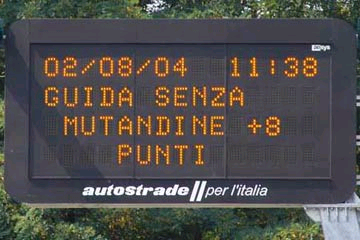 02/08/04 11:38
GUIDA SENZA
MUTANDINE +8
PUNTI
autostrade // per l'italia